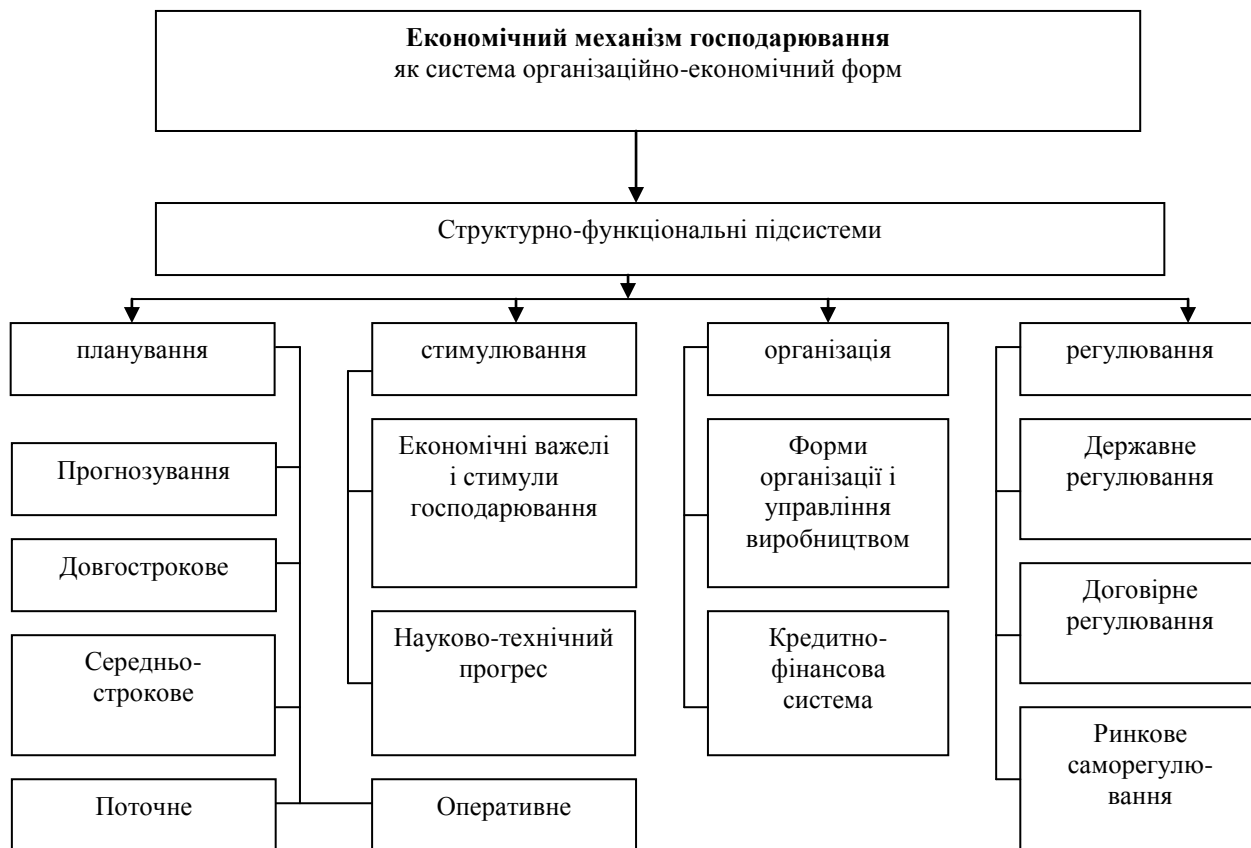 Економічний механізм господарювання
як система організаційно-економічний форм
Структурно-функціональні підсистеми
планування
стимулювання
організація
регулювання
Прогнозування
Довгострокове
Середньо-
строкове
Поточне
Оперативне
Економічні важелі
і стимули
господарювання
Науково-технічний
прогрес
Форми
організації і
управління
виробництвом
Кредитно-
фінансова
система
Державне
регулювання
Договірне
регулювання
Ринкове
саморегулю-
вання